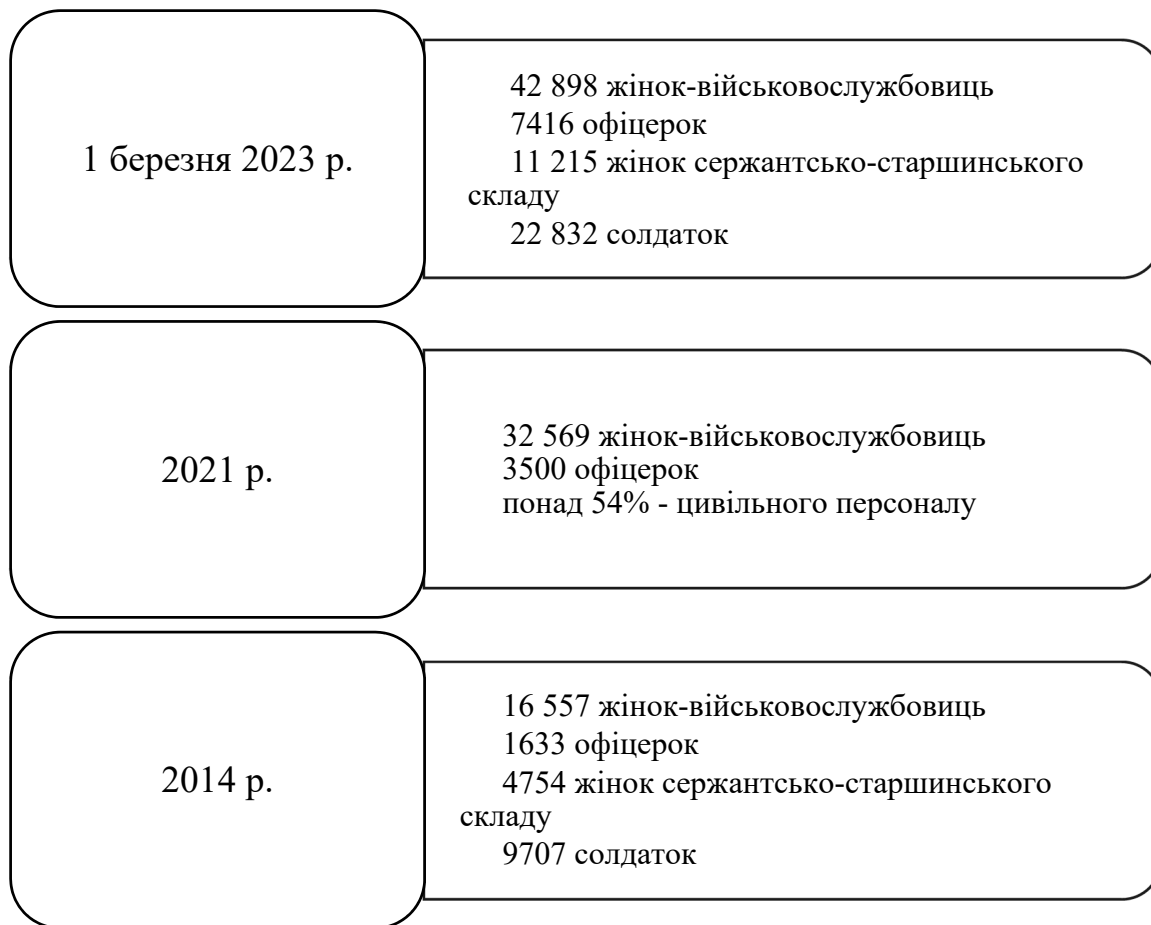 1 березня 2023 р.
42 898 жінок-військовослужбовиць
7416 офіцерок
11 215 жінок сержантсько-старшинського
складу
22 832 солдаток
2021 р.
32 569 жінок-військовослужбовиць
3500 офіцерок
понад 54% - цивільного персоналу
2014 р.
16 557 жінок-військовослужбовиць
1633 офіцерок
4754 жінок сержантсько-старшинського
складу
9707 солдаток